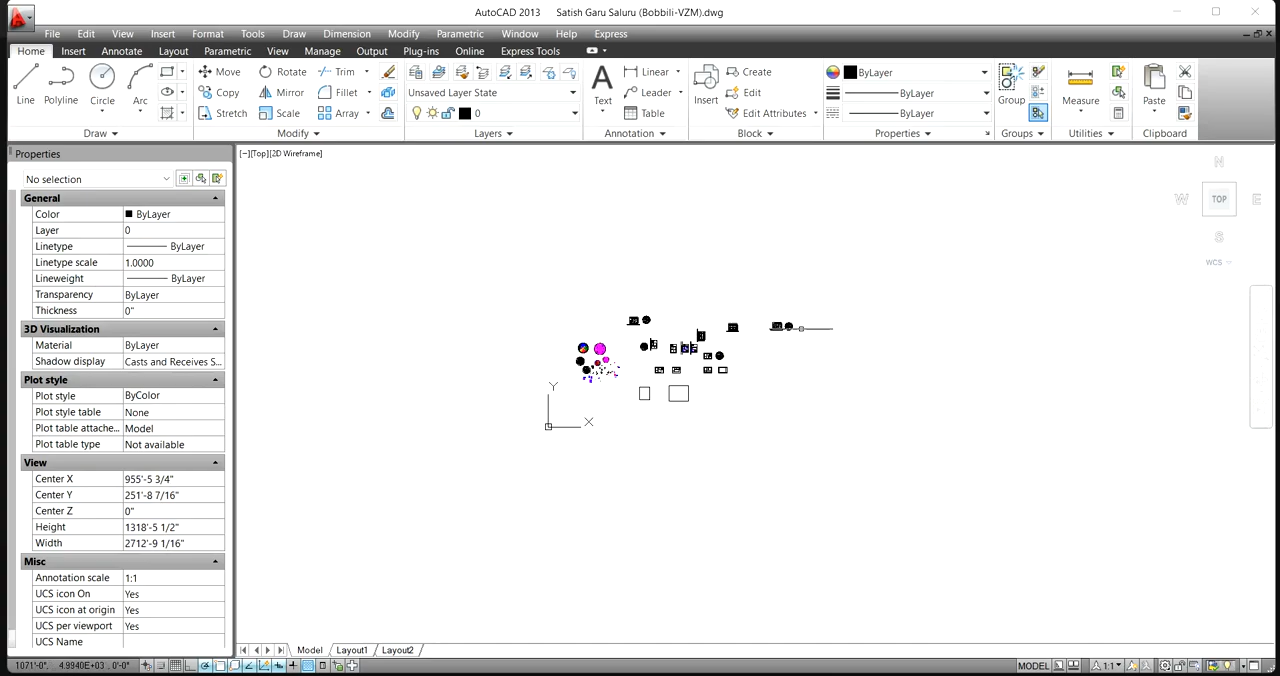 AutoCAD 2013 Satish Garu Saluru (Bobbili-VZM).dwg
File Edit View Insert Format Tools Draw Dimension Modify Parametric Window Help Express
Home Insert Annotate Layout Parametric View Manage Output Plug-ins Online Express Tools
Line Polyline Circle Arc
Move Rotate Trim
Copy Mirror Fillet
Stretch Scale Array
Unsaved Layer State
0
Text
Linear
Leader
Table
Insert
Create
Edit
Edit Attributes
ByLayer
ByLayer
ByLayer
Group
Measure
Paste
Draw Modify Layers Annotation Block Properties Groups Utilities Clipboard
Properties
No selection
General
Color ByLayer
Layer 0
Linetype ByLayer
Linetype scale 1.0000
Lineweight ByLayer
Transparency ByLayer
Thickness 0"
3D Visualization
Material ByLayer
Shadow display Casts and Receives S...
Plot style
Plot style ByColor
Plot style table None
Plot table attache... Model
Plot table type Not available
View
Center X 955'-5 3/4"
Center Y 251'-8 7/16"
Center Z 0"
Height 1318'-5 1/2"
Width 2712'-9 1/16"
Misc
Annotation scale 1:1
UCS icon On Yes
UCS icon at origin Yes
UCS per viewport Yes
UCS Name
[−][Top][2D Wireframe]
N
W TOP E
S
WCS
Y
X
Model Layout1 Layout2
1071'-0", 4.9940E+03, 0'-0"
MODEL
1:1